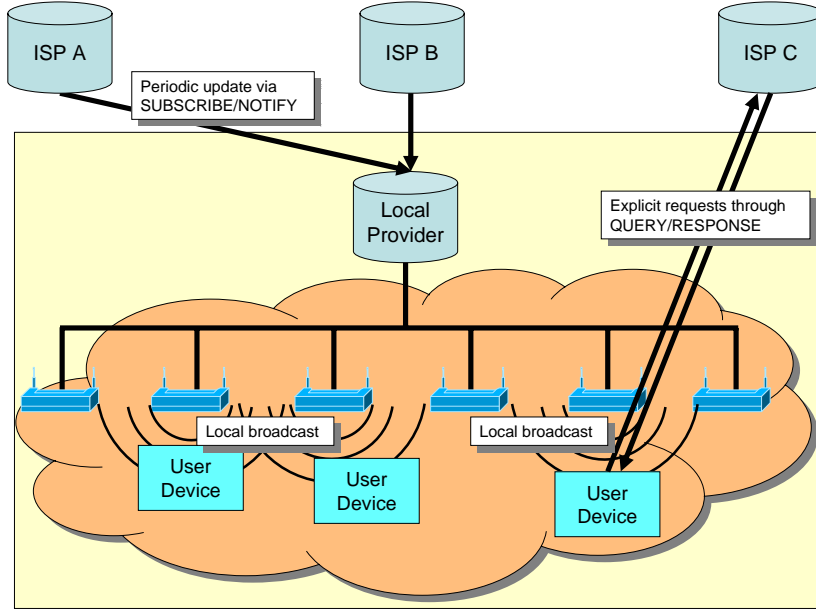 ISP A
ISP B
ISP C
Periodic update via
SUBSCRIBE/NOTIFY
Local
Provider
Explicit requests through
QUERY/RESPONSE
Local broadcast
Local broadcast
User
Device
User
Device
User
Device